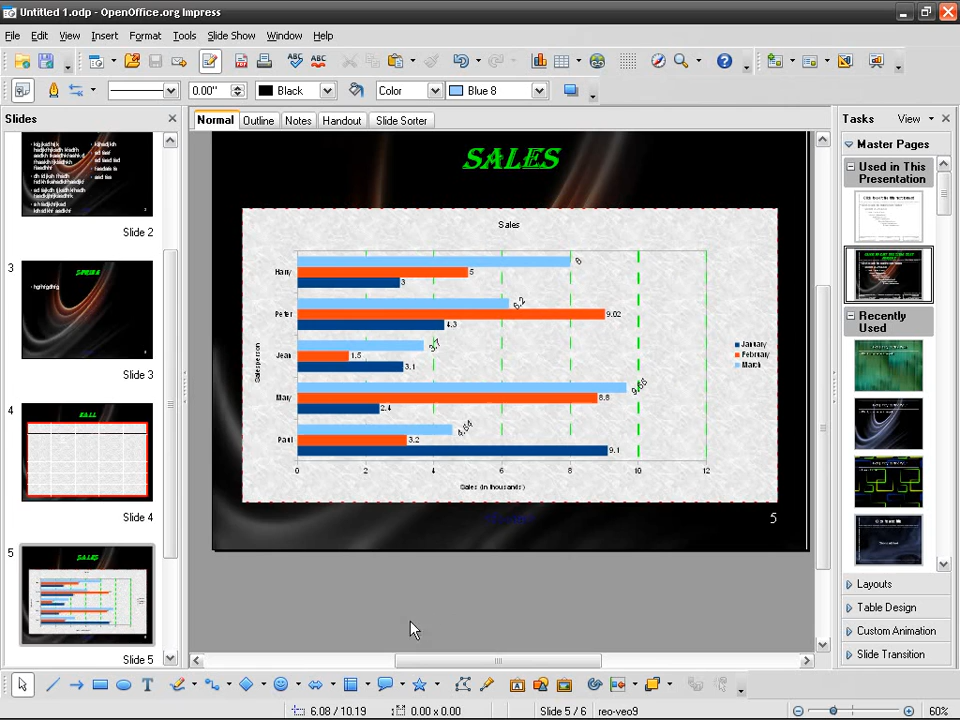 Untitled 1.odp - OpenOffice.org Impress
File Edit View Insert Format Tools Slide Show Window Help
0.00" Black Color Blue 8
Slides
Normal Outline Notes Handout Slide Sorter
Tasks View
Slide 2
3
Slide 3
4
Slide 4
5
SALES
Slide 5
SALES
Sales
Harry
8
5
3
Peter
6.2
9.02
4.3
Jean
3.7
1.5
3.1
Mary
9.65
8.8
2.4
Paul
4.54
3.2
9.1
Salesperson
0 2 4 6 8 10 12
Sales (in thousands)
January
February
March
5
Master Pages
Used in This
Presentation
Recently
Used
Layouts
Table Design
Custom Animation
Slide Transition
6.08 / 10.19 0.00 x 0.00 Slide 5 / 6 reo-veo9 60%